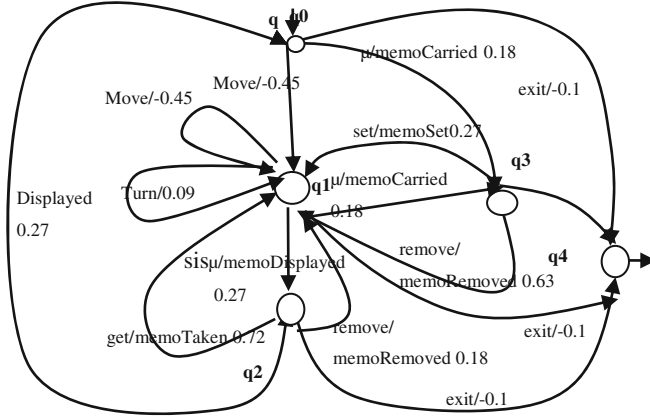 q q0
µ/memoCarried 0.18
Move/-0.45
exit/-0.1
Move/-0.45
set/memoSet0.27
q3
q1
µ/memoCarried
0.18
Turn/0.09
Displayed
0.27
q4
sisµ/memoDisplayed
0.27
remove/
memoRemoved 0.63
get/memoTaken 0.72
remove/
memoRemoved 0.18
exit/-0.1
q2
exit/-0.1